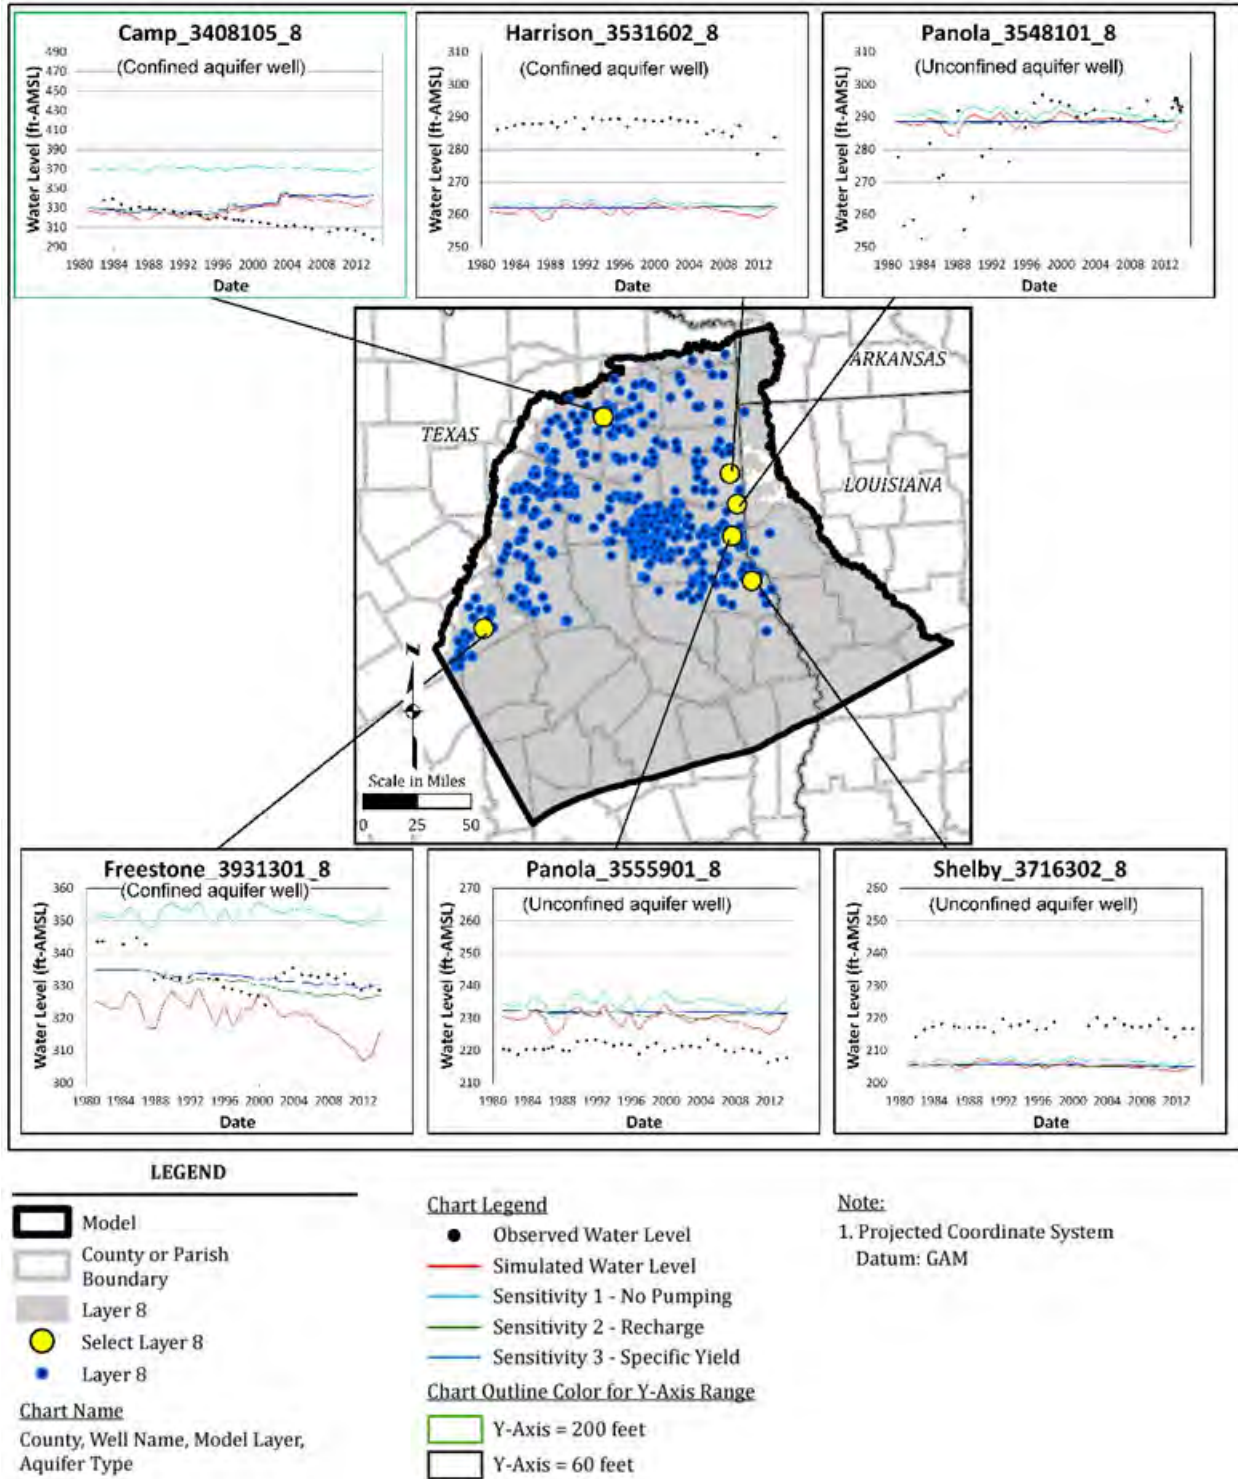 Camp_3408105_8
(Confined aquifer well)
Water Level (ft-AMSL)
490
470
450
430
410
390
370
350
330
310
290
1980 1984 1988 1992 1996 2000 2004 2008 2012
Date
Harrison_3531602_8
(Confined aquifer well)
Water Level (ft-AMSL)
310
300
290
280
270
260
250
1980 1984 1988 1992 1996 2000 2004 2008 2012
Date
Panola_3548101_8
(Unconfined aquifer well)
Water Level (ft-AMSL)
310
300
290
280
270
260
250
1980 1984 1988 1992 1996 2000 2004 2008 2012
Date
TEXAS
ARKANSAS
LOUISIANA
Z
Scale in Miles
0 25 50
Freestone_3931301_8
(Confined aquifer well)
Water Level (ft-AMSL)
360
350
340
330
320
310
300
1980 1984 1988 1992 1996 2000 2004 2008 2012
Date
Panola_3555901_8
(Unconfined aquifer well)
Water Level (ft-AMSL)
270
260
250
240
230
220
210
1980 1984 1988 1992 1996 2000 2004 2008 2012
Date
Shelby_3716302_8
(Unconfined aquifer well)
Water Level (ft-AMSL)
260
250
240
230
220
210
200
1980 1984 1988 1992 1996 2000 2004 2008 2012
Date
LEGEND
Model
County or Parish
Boundary
Layer 8
Select Layer 8
Layer 8
Chart Name
County, Well Name, Model Layer,
Aquifer Type
Chart Legend
Observed Water Level
Simulated Water Level
Sensitivity 1 - No Pumping
Sensitivity 2 - Recharge
Sensitivity 3 - Specific Yield
Chart Outline Color for Y-Axis Range
Y-Axis = 200 feet
Y-Axis = 60 feet
Note:
1. Projected Coordinate System
Datum: GAM